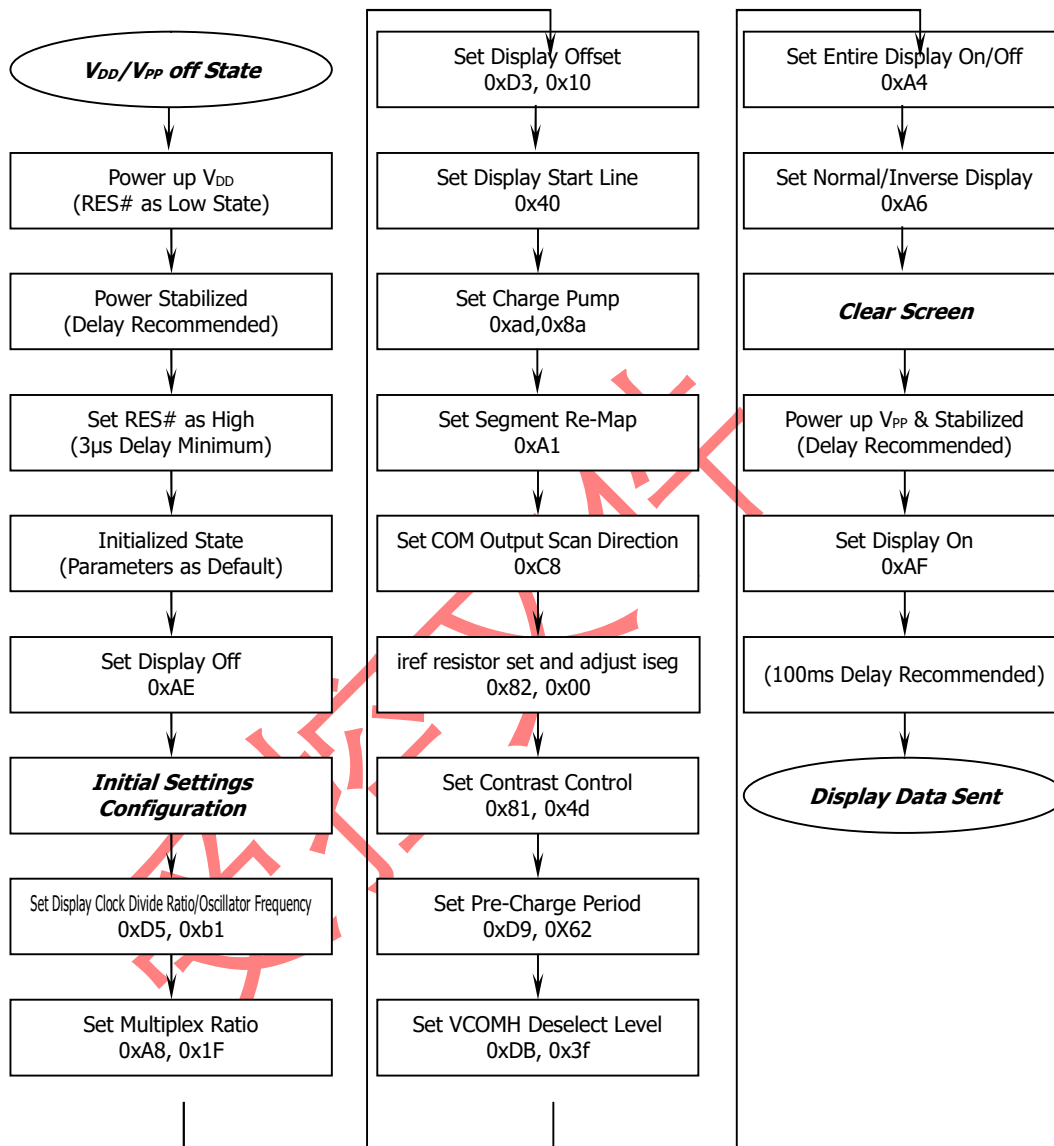 VDD/VPP off State
Power up VDD
(RES# as Low State)
Power Stabilized
(Delay Recommended)
Set RES# as High
(3μs Delay Minimum)
Initialized State
(Parameters as Default)
Set Display Off
0xAE
Initial Settings
Configuration
Set Display Clock Divide Ratio/Oscillator Frequency
0xD5, 0xb1
Set Multiplex Ratio
0xA8, 0x1F
Set Display Offset
0xD3, 0x10
Set Display Start Line
0x40
Set Charge Pump
0xad,0x8a
Set Segment Re-Map
0xA1
Set COM Output Scan Direction
0xC8
iref resistor set and adjust iseg
0x82, 0x00
Set Contrast Control
0x81, 0x4d
Set Pre-Charge Period
0xD9, 0X62
Set VCOMH Deselect Level
0xDB, 0x3f
Set Entire Display On/Off
0xA4
Set Normal/Inverse Display
0xA6
Clear Screen
Power up VPP & Stabilized
(Delay Recommended)
Set Display On
0xAF
(100ms Delay Recommended)
Display Data Sent